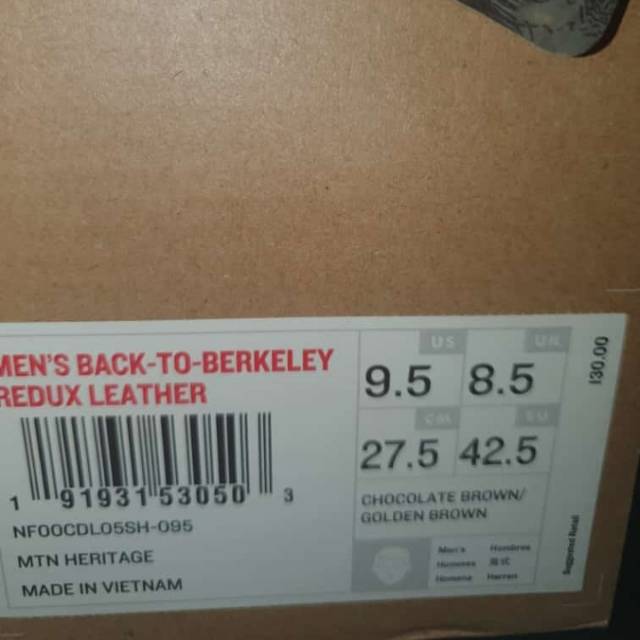 MEN'S BACK-TO-BERKELEY
REDUX LEATHER
1 91931 53050 3
NF00CDL05SH-095
MTN HERITAGE
MADE IN VIETNAM
US
9.5
UK
8.5
CM
27.5
EU
42.5
CHOCOLATE BROWN/
GOLDEN BROWN
Men's Hombres
Hommes
Herren
130.00
Suggested Retail